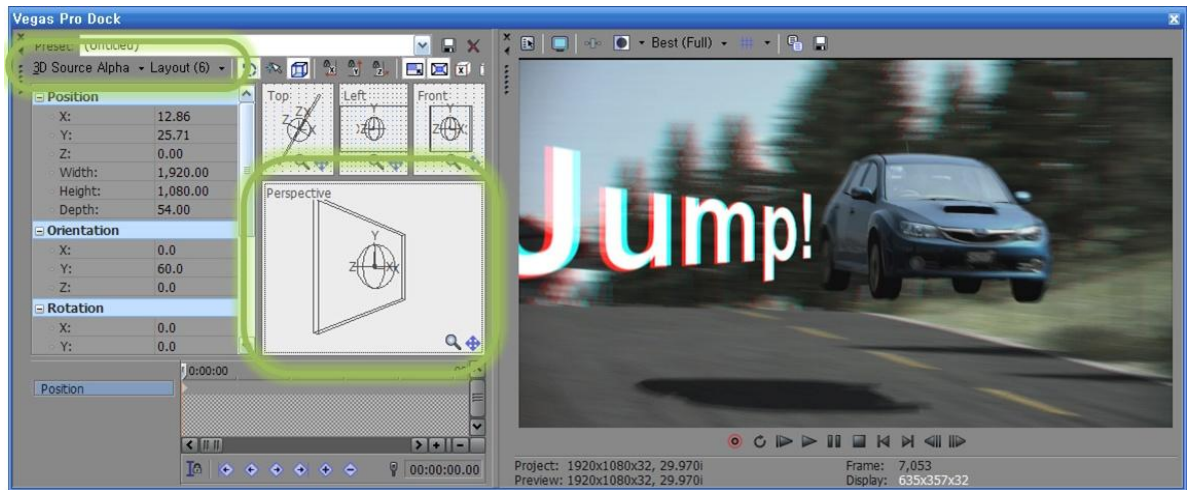 Vegas Pro Dock
Preset: (Untitled)
3D Source Alpha Layout (6)
Best (Full)
Position
X: 12.86
Y: 25.71
Z: 0.00
Width: 1,920.00
Height: 1,080.00
Depth: 54.00
Orientation
X: 0.0
Y: 60.0
Z: 0.0
Rotation
X: 0.0
Y: 0.0
Top: Left Front
Z X
Z
Z X
Perspective
Y
Z X
Jump!
0:00:00
Position
00:00:00.00
Project: 1920x1080x32, 29.970i
Preview: 1920x1080x32, 29.970i
Frame: 7,053
Display: 635x357x32